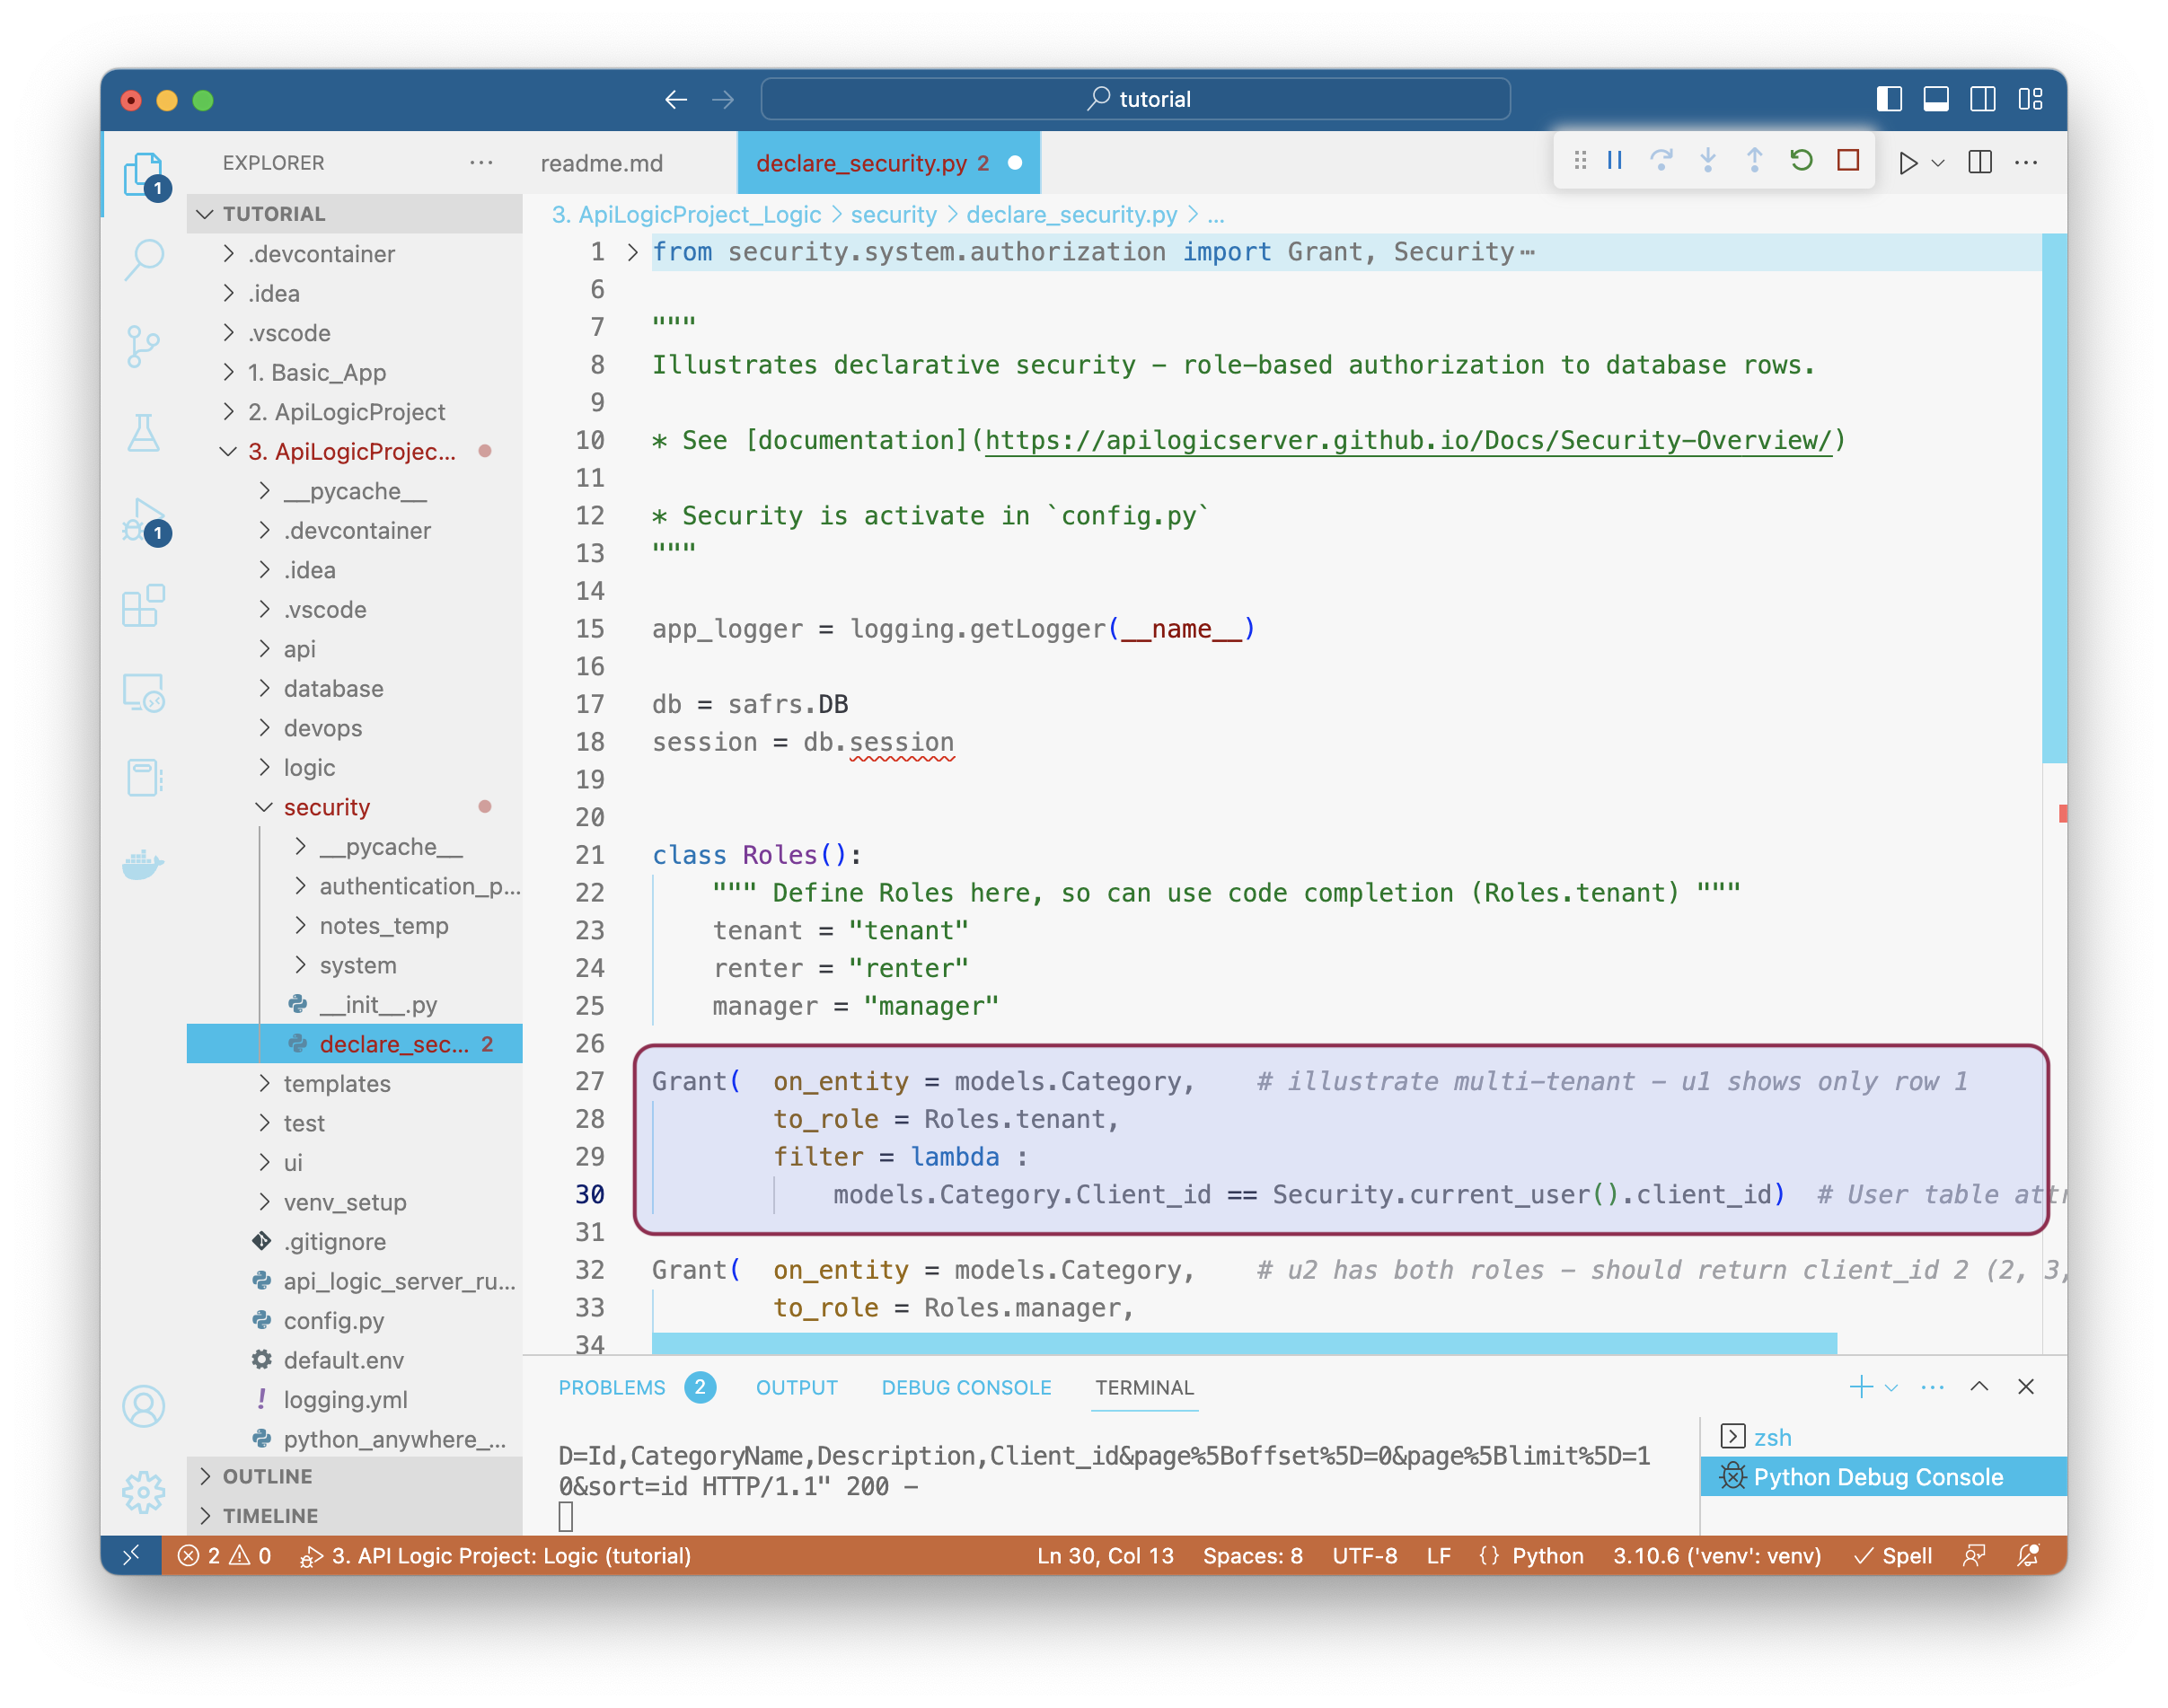 tutorial
EXPLORER
readme.md
declare_security.py 2
TUTORIAL
.devcontainer
.idea
.vscode
1. Basic_App
2. ApiLogicProject
3. ApiLogicProjec...
__pycache__
.devcontainer
.idea
.vscode
api
database
devops
logic
security
__pycache__
authentication_p...
notes_temp
system
__init__.py
declare_sec... 2
templates
test
ui
venv_setup
.gitignore
api_logic_server_ru...
config.py
default.env
logging.yml
python_anywhere_...
OUTLINE
TIMELINE
1
1
3. ApiLogicProject_Logic > security > declare_security.py > ...
1 from security.system.authorization import Grant, Security⋯
6
7 """
8 Illustrates declarative security - role-based authorization to database rows.
9
10 * See [documentation](https://apilogicserver.github.io/Docs/Security-Overview/)
11
12 * Security is activate in `config.py`
13 """
14
15 app_logger = logging.getLogger(__name__)
16
17 db = safrs.DB
18 session = db.session
19
20
21 class Roles():
22 """ Define Roles here, so can use code completion (Roles.tenant) """
23 tenant = "tenant"
24 renter = "renter"
25 manager = "manager"
26
27 Grant( on_entity = models.Category, # illustrate multi-tenant - u1 shows only row 1
28 to_role = Roles.tenant,
29 filter = lambda :
30 models.Category.Client_id == Security.current_user().client_id) # User table
31
32 Grant( on_entity = models.Category, # u2 has both roles - should return client_id 2 (2, 3,
33 to_role = Roles.manager,
34
PROBLEMS 2 OUTPUT DEBUG CONSOLE TERMINAL
D=Id,CategoryName,Description,Client_id&page%5Boffset%5D=0&page%5Blimit%5D=1
0&sort=id HTTP/1.1" 200 -
zsh
Python Debug Console
2 0 3. API Logic Project: Logic (tutorial) Ln 30, Col 13 Spaces: 8 UTF-8 LF {} Python 3.10.6 ('venv': venv) Spell